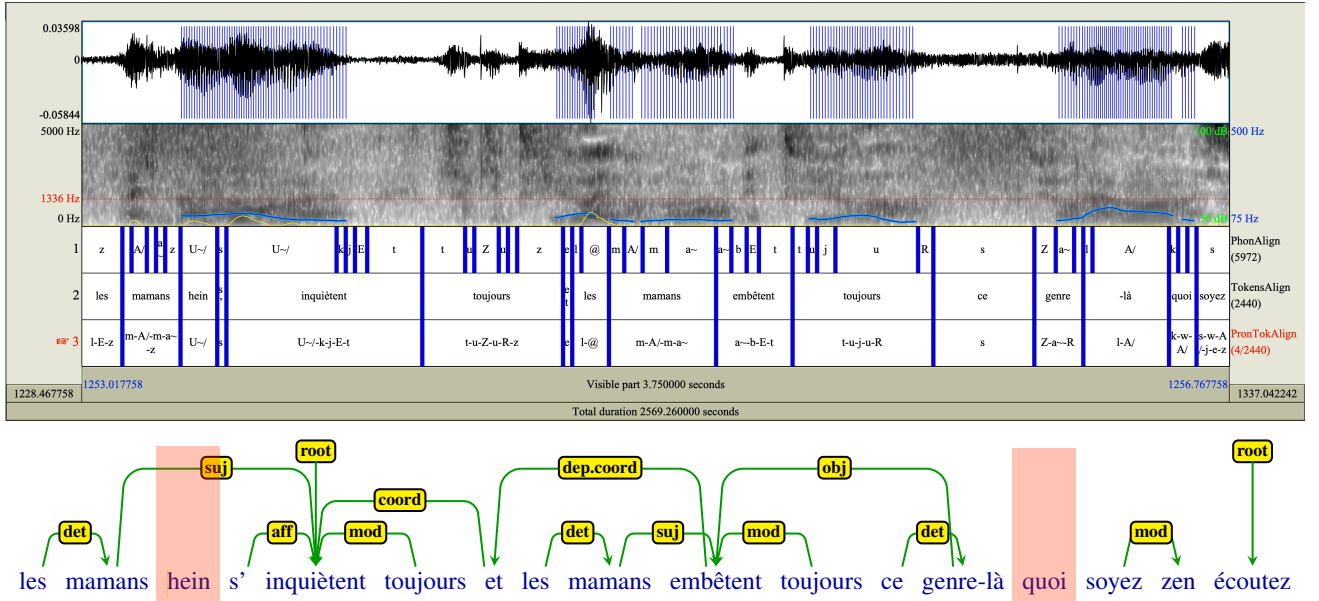 0.03598
0
-0.05844
5000 Hz
100 dB 500 Hz
1336 Hz
0 Hz
50 dB 75 Hz
1 z A/ a~ z U~/ s U~/ k j E t t u Z u z e l @ m A/ m a~ a~ b E t t u j u R s Z a~ l A/ k s PhonAlign
(5972)
2 les mamans hein s' inquiètent toujours et les mamans embêtent toujours ce genre -là quoi soyez TokensAlign
(2440)
3 l-E-z m-A/-m-a~-z U~/ s U~/-k-j-E-t t-u-Z-u-R-z e l-@ m-A/-m-a~ a~-b-E-t t-u-j-u-R s Z-a~-R l-A/ k-w-A/ s-w-A/-j-e-z PronTokAlign
(4/2440)
1253.017758 Visible part 3.750000 seconds 1256.767758
1228.467758 1337.042242
Total duration 2569.260000 seconds
root root
suj dep.coord obj
coord
det aff mod det suj mod det mod
les mamans hein s' inquiètent toujours et les mamans embêtent toujours ce genre-là quoi soyez zen écoutez